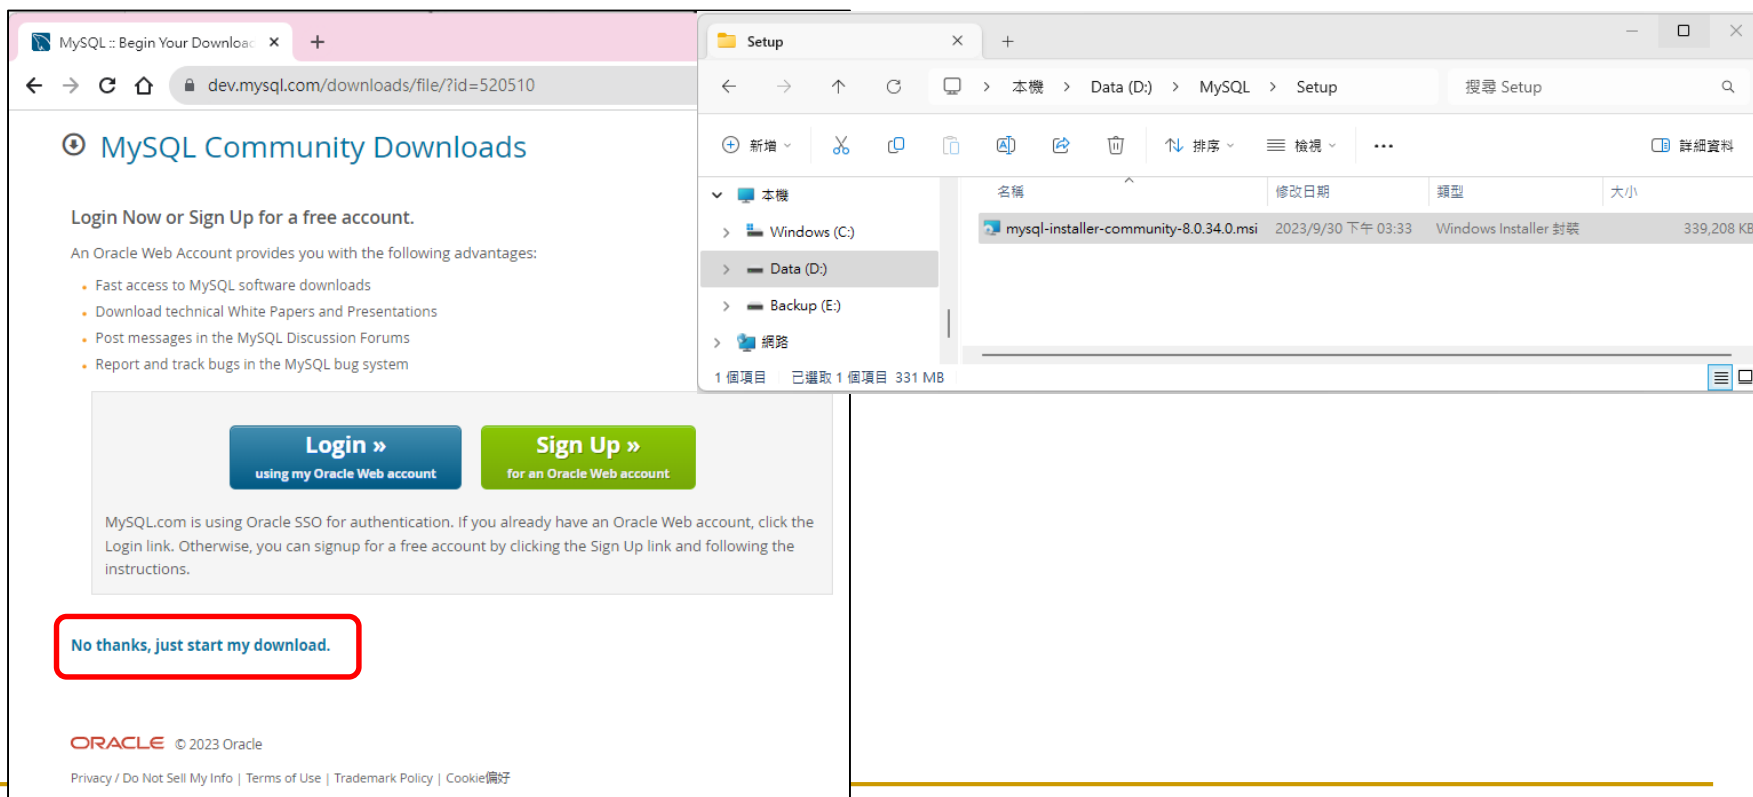 MySQL :: Begin Your Downloac
dev.mysql.com/downloads/file/?id=520510
MySQL Community Downloads
Login Now or Sign Up for a free account.
An Oracle Web Account provides you with the following advantages:
Fast access to MySQL software downloads
Download technical White Papers and Presentations
Post messages in the MySQL Discussion Forums
Report and track bugs in the MySQL bug system
Login »
using my Oracle Web account
Sign Up »
for an Oracle Web account
MySQL.com is using Oracle SSO for authentication. If you already have an Oracle Web account, click the
Login link. Otherwise, you can signup for a free account by clicking the Sign Up link and following the
instructions.
No thanks, just start my download.
ORACLE © 2023 Oracle
Privacy / Do Not Sell My Info | Terms of Use | Trademark Policy | Cookie偏好
Setup
本機 > Data (D:) > MySQL > Setup
搜尋 Setup
新增
排序
檢視
詳細資料
本機
Windows (C:)
Data (D:)
Backup (E:)
網路
名稱 修改日期 類型 大小
mysql-installer-community-8.0.34.0.msi 2023/9/30 下午 03:33 Windows Installer 封裝 339,208 KB
1 個項目 已選取 1 個項目 331 MB